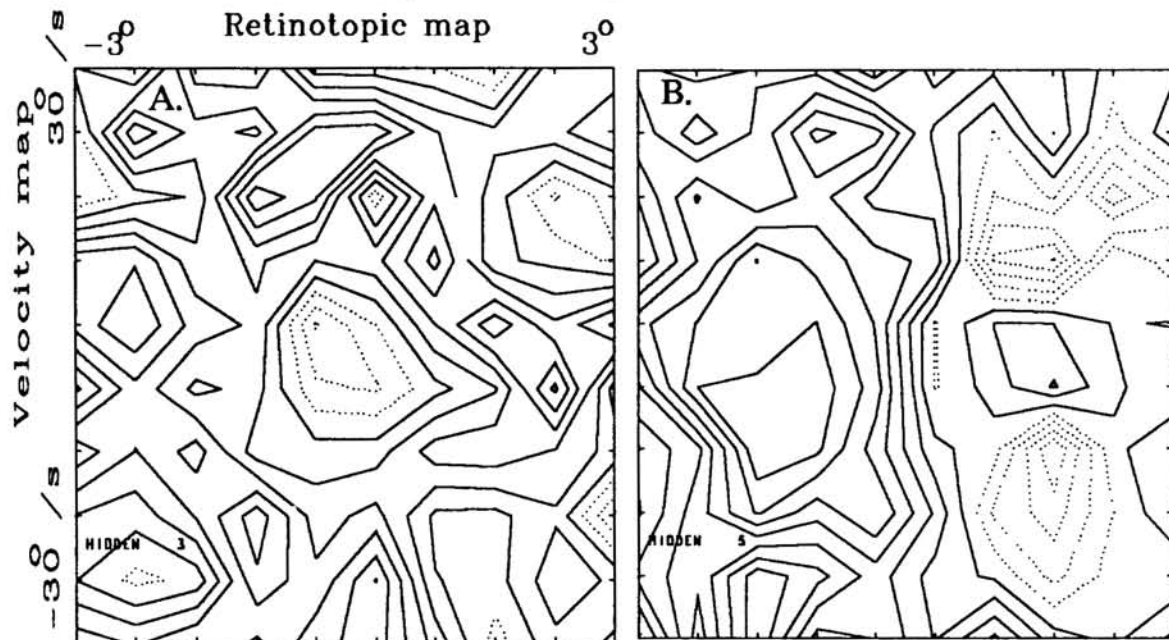 Retinotopic map
−3° 3°
Velocity map
30°/s
−30°/s
A.
B.
HIDDEN 3
HIDDEN 5